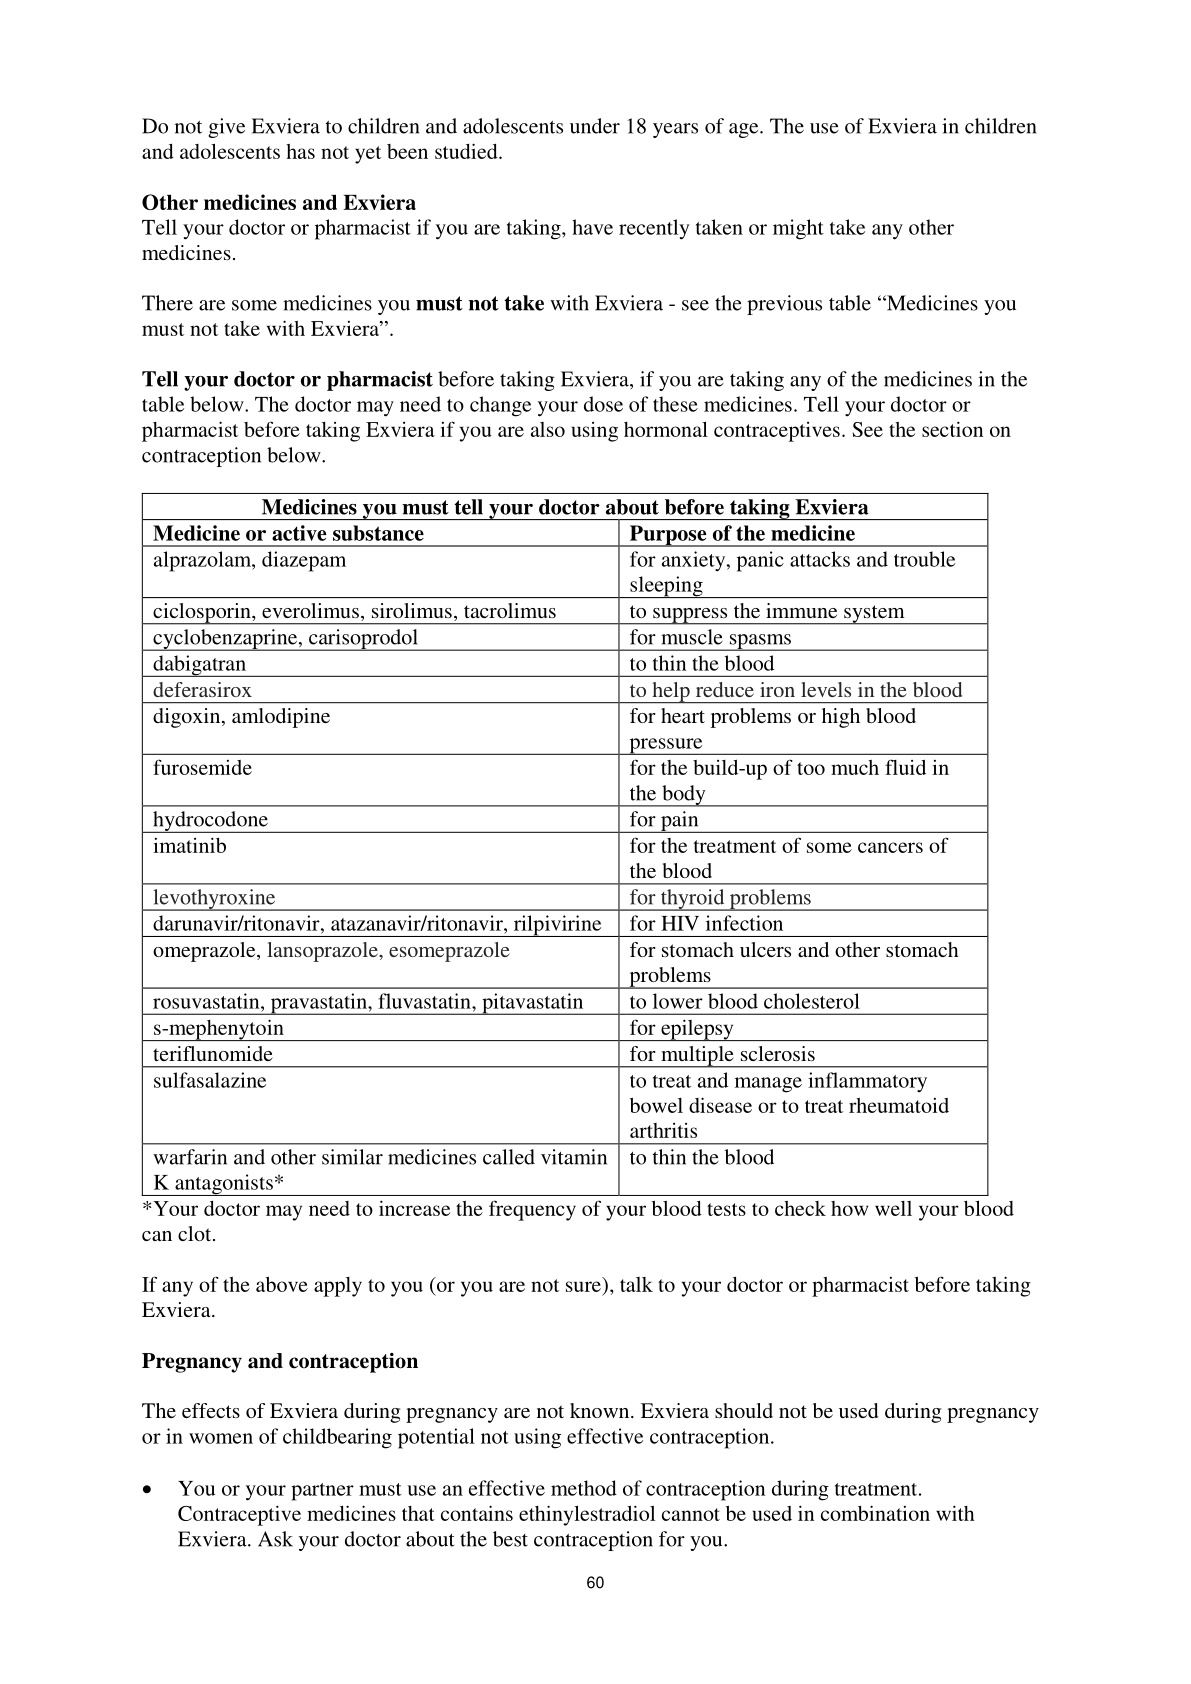 Do not give Exviera to children and adolescents under 18 years of age. The use of Exviera in children
and adolescents has not yet been studied.
Other medicines and Exviera
Tell your doctor or pharmacist if you are taking, have recently taken or might take any other
medicines.
There are some medicines you must not take with Exviera - see the previous table “Medicines you
must not take with Exviera”.
Tell your doctor or pharmacist before taking Exviera, if you are taking any of the medicines in the
table below. The doctor may need to change your dose of these medicines. Tell your doctor or
pharmacist before taking Exviera if you are also using hormonal contraceptives. See the section on
contraception below.
Medicines you must tell your doctor about before taking Exviera
Medicine or active substance Purpose of the medicine
alprazolam, diazepam for anxiety, panic attacks and trouble
sleeping
ciclosporin, everolimus, sirolimus, tacrolimus to suppress the immune system
cyclobenzaprine, carisoprodol for muscle spasms
dabigatran to thin the blood
deferasirox to help reduce iron levels in the blood
digoxin, amlodipine for heart problems or high blood
pressure
furosemide for the build-up of too much fluid in
the body
hydrocodone for pain
imatinib for the treatment of some cancers of
the blood
levothyroxine for thyroid problems
darunavir/ritonavir, atazanavir/ritonavir, rilpivirine for HIV infection
omeprazole, lansoprazole, esomeprazole for stomach ulcers and other stomach
problems
rosuvastatin, pravastatin, fluvastatin, pitavastatin to lower blood cholesterol
s-mephenytoin for epilepsy
teriflunomide for multiple sclerosis
sulfasalazine to treat and manage inflammatory
bowel disease or to treat rheumatoid
arthritis
warfarin and other similar medicines called vitamin to thin the blood
K antagonists*
*Your doctor may need to increase the frequency of your blood tests to check how well your blood
can clot.
If any of the above apply to you (or you are not sure), talk to your doctor or pharmacist before taking
Exviera.
Pregnancy and contraception
The effects of Exviera during pregnancy are not known. Exviera should not be used during pregnancy
or in women of childbearing potential not using effective contraception.
• You or your partner must use an effective method of contraception during treatment.
Contraceptive medicines that contains ethinylestradiol cannot be used in combination with
Exviera. Ask your doctor about the best contraception for you.
60